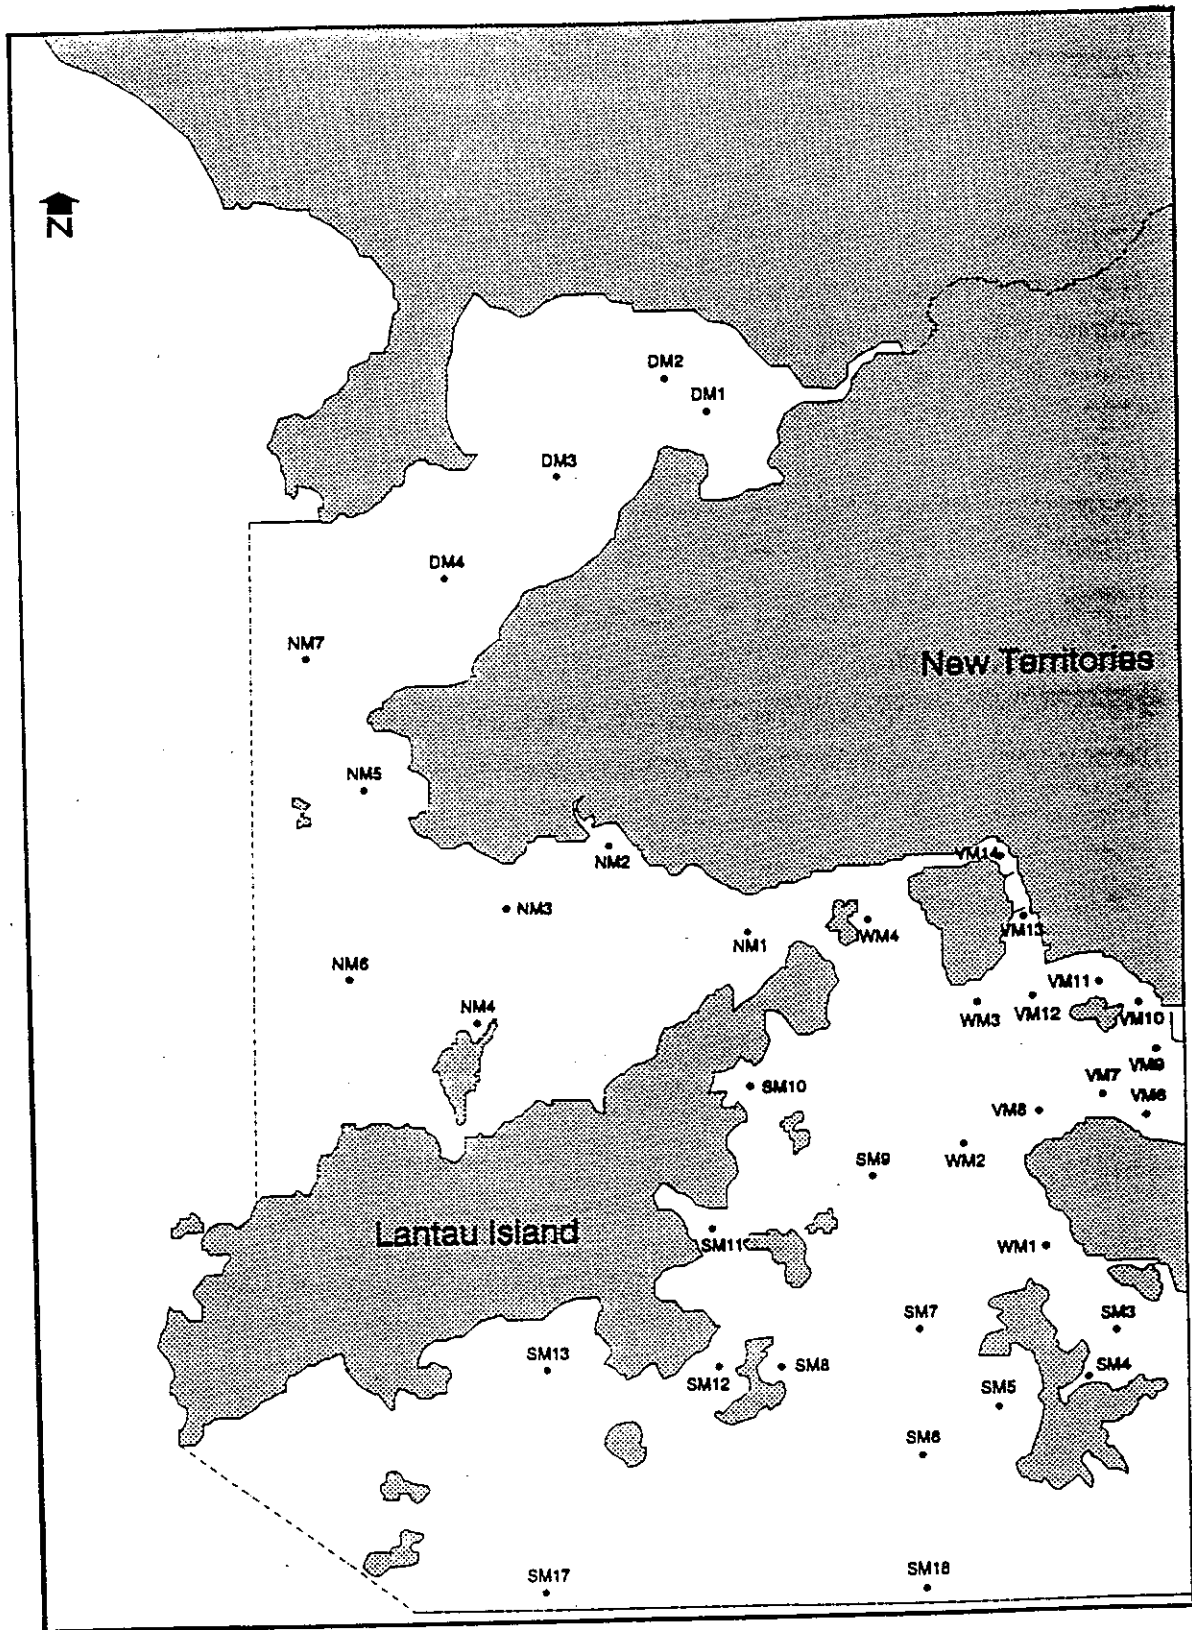 N
DM2
DM1
DM3
DM4
NM7
New Territories
NM5
NM2
VM14
NM3
NM1
WM4
VM13
NM6
VM11
NM4
WM3
VM12
VM10
VM9
SM10
VM7
VM8
VM6
WM2
SM9
Lantau Island
SM11
WM1
SM7
SM3
SM13
SM12
SM8
SM4
SM5
SM6
SM17
SM18